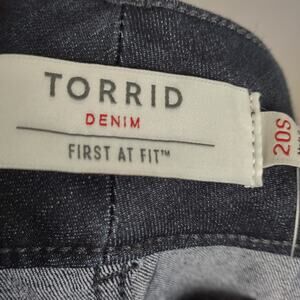 TORRID
DENIM
FIRST AT FIT™
20S